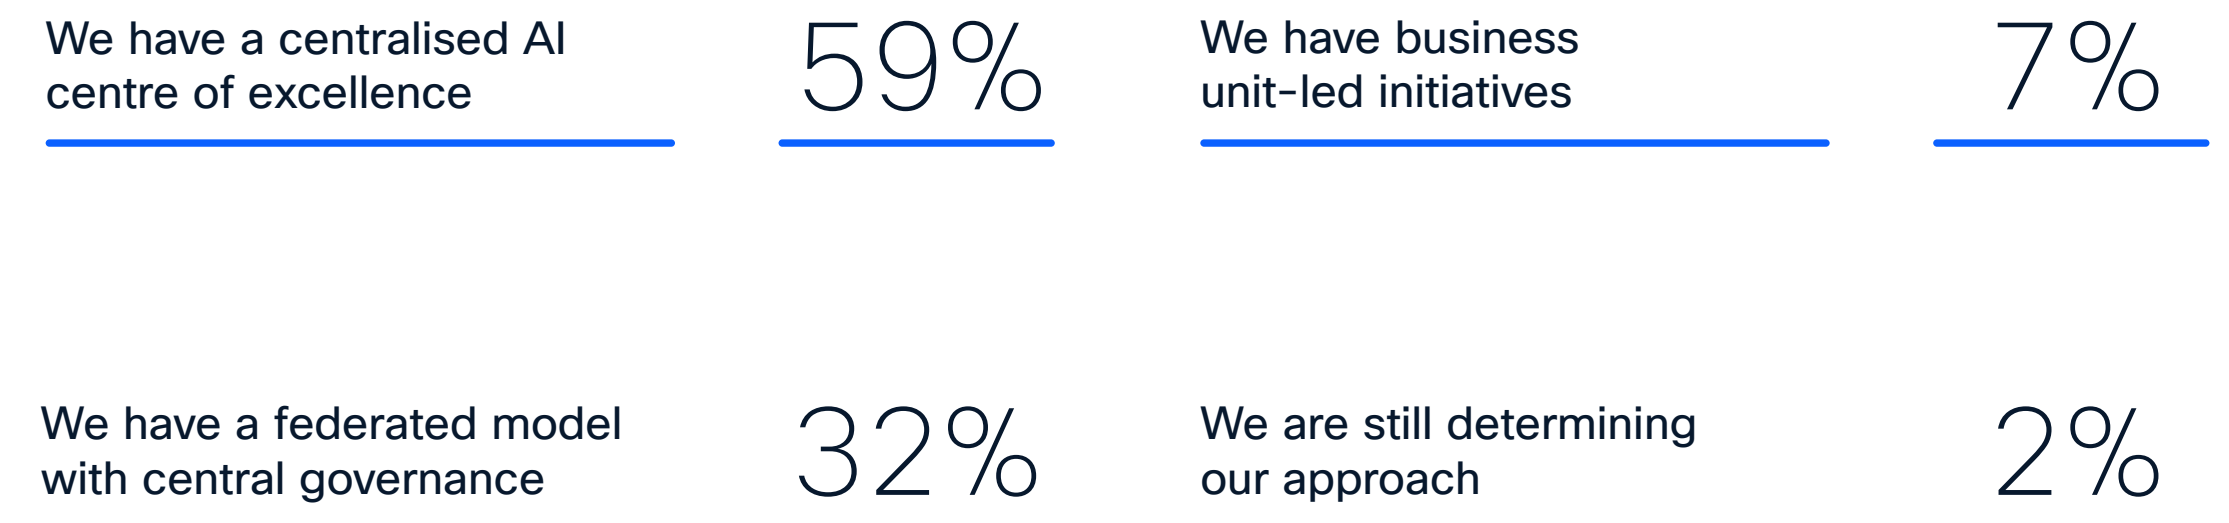 We have a centralised AI
centre of excellence
59%
We have business
unit-led initiatives
7%
We have a federated model
with central governance
32%
We are still determining
our approach
2%